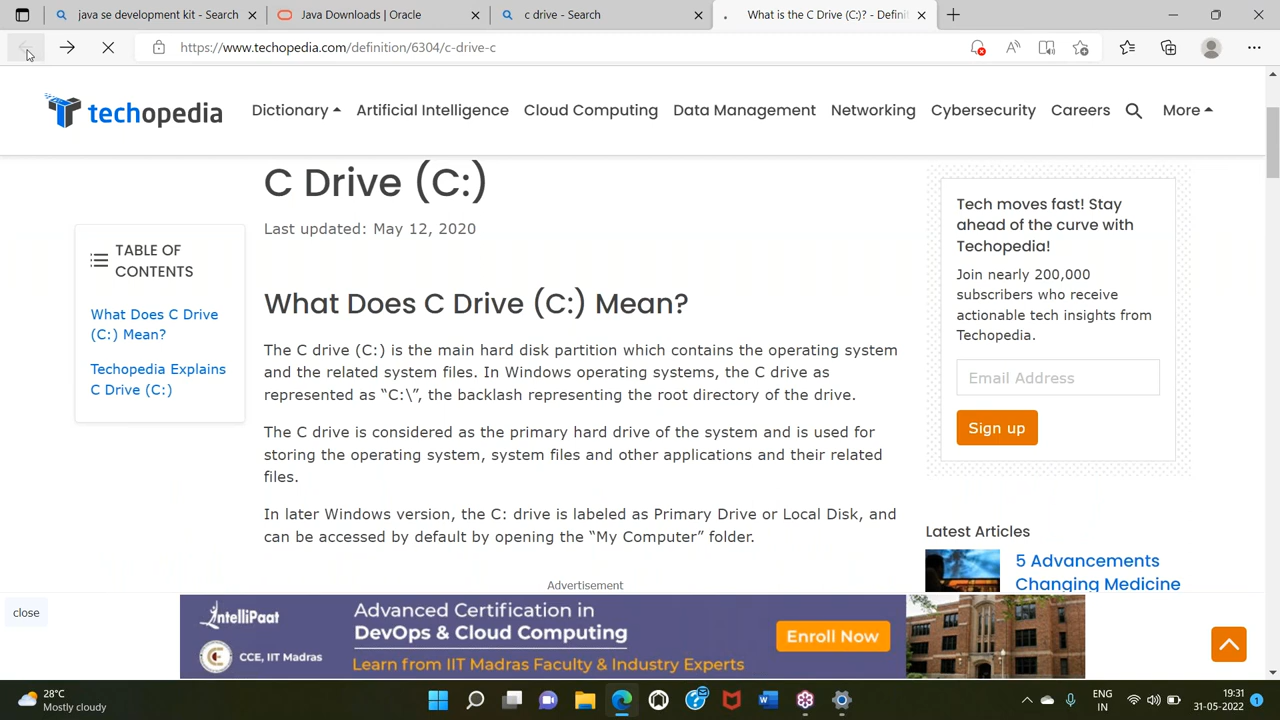 java se development kit - Search
Java Downloads | Oracle
c drive - Search
What is the C Drive (C:)? - Defini
https://www.techopedia.com/definition/6304/c-drive-c
techopedia
Dictionary
Artificial Intelligence
Cloud Computing
Data Management
Networking
Cybersecurity
Careers
More
C Drive (C:)
Last updated: May 12, 2020
TABLE OF
CONTENTS
What Does C Drive
(C:) Mean?
Techopedia Explains
C Drive (C:)
What Does C Drive (C:) Mean?
The C drive (C:) is the main hard disk partition which contains the operating system
and the related system files. In Windows operating systems, the C drive as
represented as “C:\”, the backlash representing the root directory of the drive.
The C drive is considered as the primary hard drive of the system and is used for
storing the operating system, system files and other applications and their related
files.
In later Windows version, the C: drive is labeled as Primary Drive or Local Disk, and
can be accessed by default by opening the “My Computer” folder.
Tech moves fast! Stay
ahead of the curve with
Techopedia!
Join nearly 200,000
subscribers who receive
actionable tech insights from
Techopedia.
Email Address
Sign up
Latest Articles
5 Advancements
Changing Medicine
Advertisement
close
INTELLIPAAT
CCE, IIT Madras
Advanced Certification in
DevOps & Cloud Computing
Learn from IIT Madras Faculty & Industry Experts
Enroll Now
28°C
Mostly cloudy
ENG
IN
19:31
31-05-2022
1